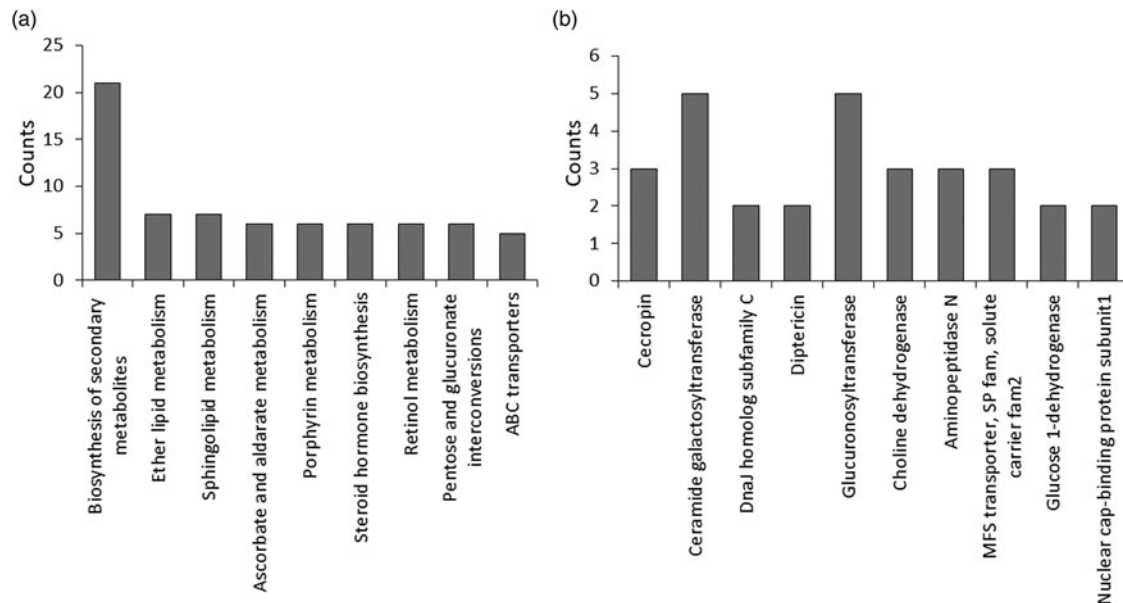 (a)
25
20
15
10
5
0
Counts
Biosynthesis of secondary
metabolites
Ether lipid metabolism
Sphingolipid metabolism
Ascorbate and aldarate metabolism
Porphyrin metabolism
Steroid hormone biosynthesis
Retinol metabolism
Pentose and glucuronate
interconversions
ABC transporters
(b)
6
5
4
3
2
1
0
Counts
Cecropin
Ceramide galactosyltransferase
DnaJ homolog subfamily C
Diptericin
Glucuronosyltransferase
Choline dehydrogenase
Aminopeptidase N
MFS transporter, SP fam, solute
carrier fam2
Glucose 1-dehydrogenase
Nuclear cap-binding protein subunit1